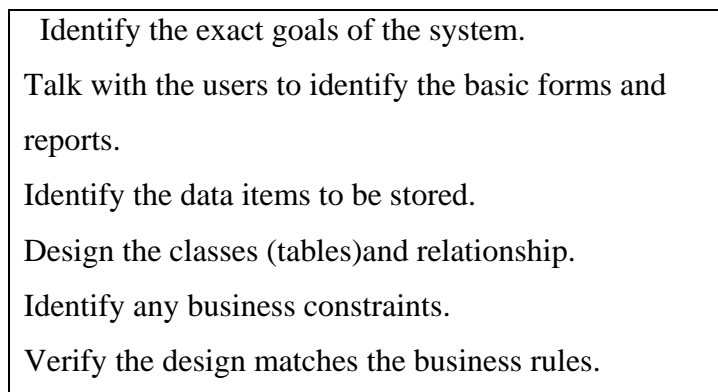 Identify the exact goals of the system.
Talk with the users to identify the basic forms and
reports.
Identify the data items to be stored.
Design the classes (tables)and relationship.
Identify any business constraints.
Verify the design matches the business rules.